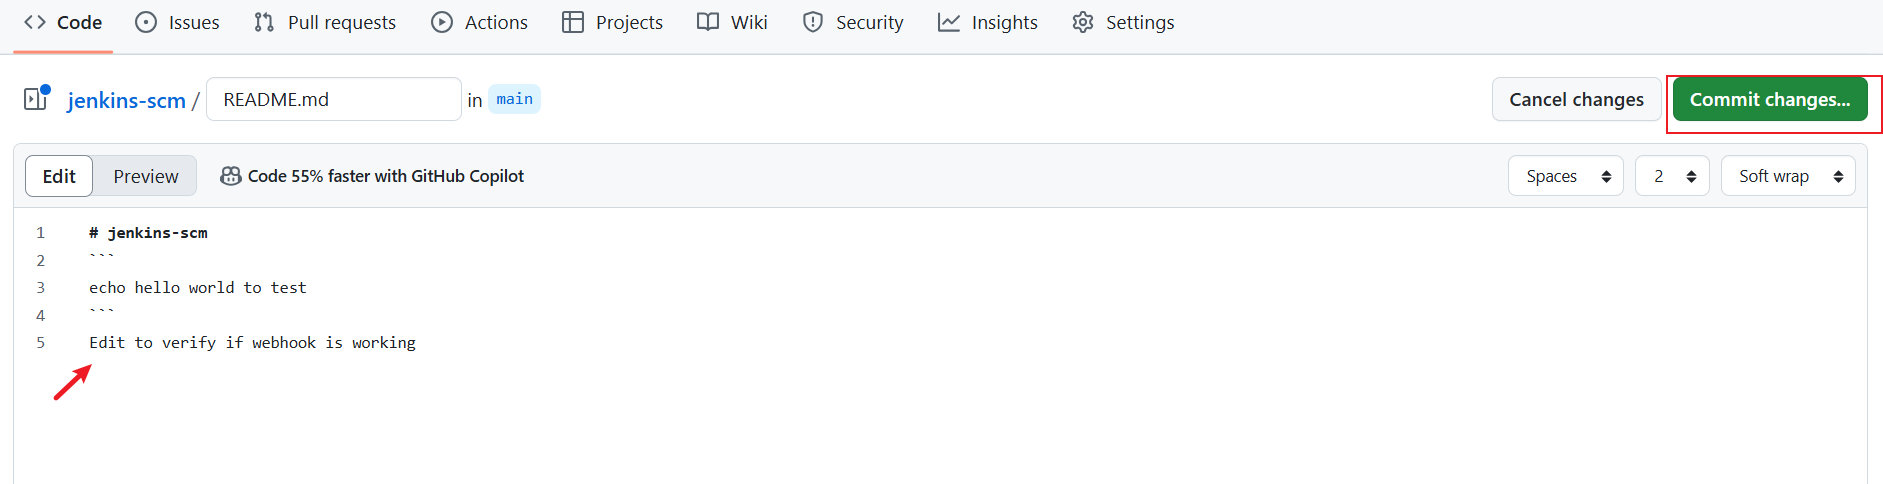 Code Issues Pull requests Actions Projects Wiki Security Insights Settings
jenkins-scm / README.md in main Cancel changes Commit changes...
Edit Preview Code 55% faster with GitHub Copilot Spaces 2 Soft wrap
1 # jenkins-scm
2 ```
3 echo hello world to test
4 ```
5 Edit to verify if webhook is working